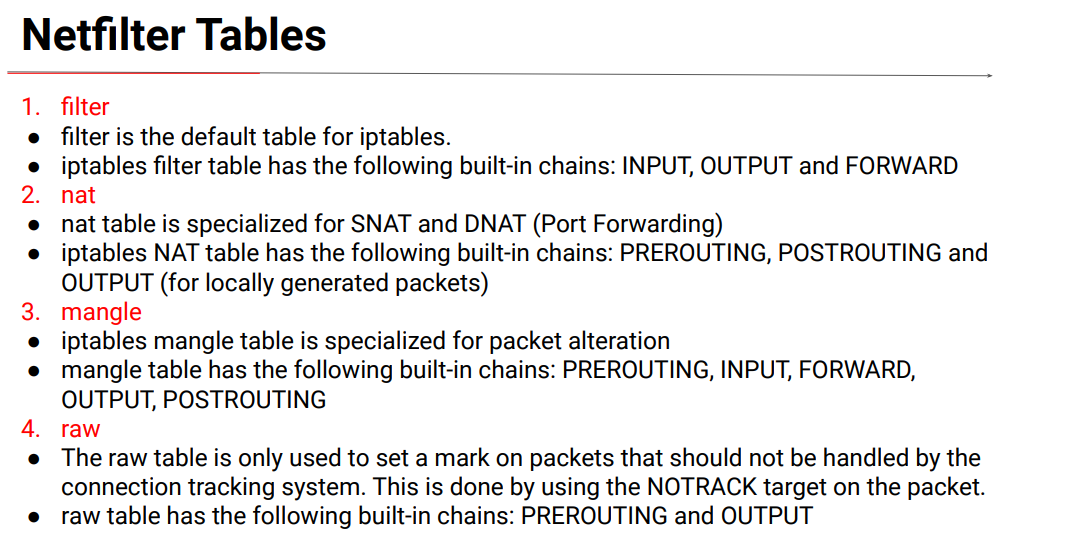 Netfilter Tables
1. filter
● filter is the default table for iptables.
● iptables filter table has the following built-in chains: INPUT, OUTPUT and FORWARD
2. nat
● nat table is specialized for SNAT and DNAT (Port Forwarding)
● iptables NAT table has the following built-in chains: PREROUTING, POSTROUTING and
OUTPUT (for locally generated packets)
3. mangle
● iptables mangle table is specialized for packet alteration
● mangle table has the following built-in chains: PREROUTING, INPUT, FORWARD,
OUTPUT, POSTROUTING
4. raw
● The raw table is only used to set a mark on packets that should not be handled by the
connection tracking system. This is done by using the NOTRACK target on the packet.
● raw table has the following built-in chains: PREROUTING and OUTPUT